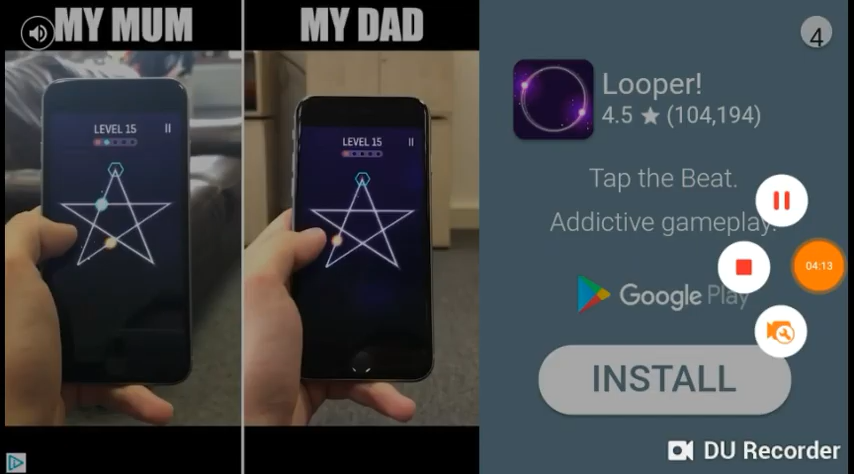 MY MUM
MY DAD
4
LEVEL 15
LEVEL 15
Looper!
4.5 ★ (104,194)
Tap the Beat.
Addictive gameplay.
04:13
Google Play
INSTALL
DU Recorder